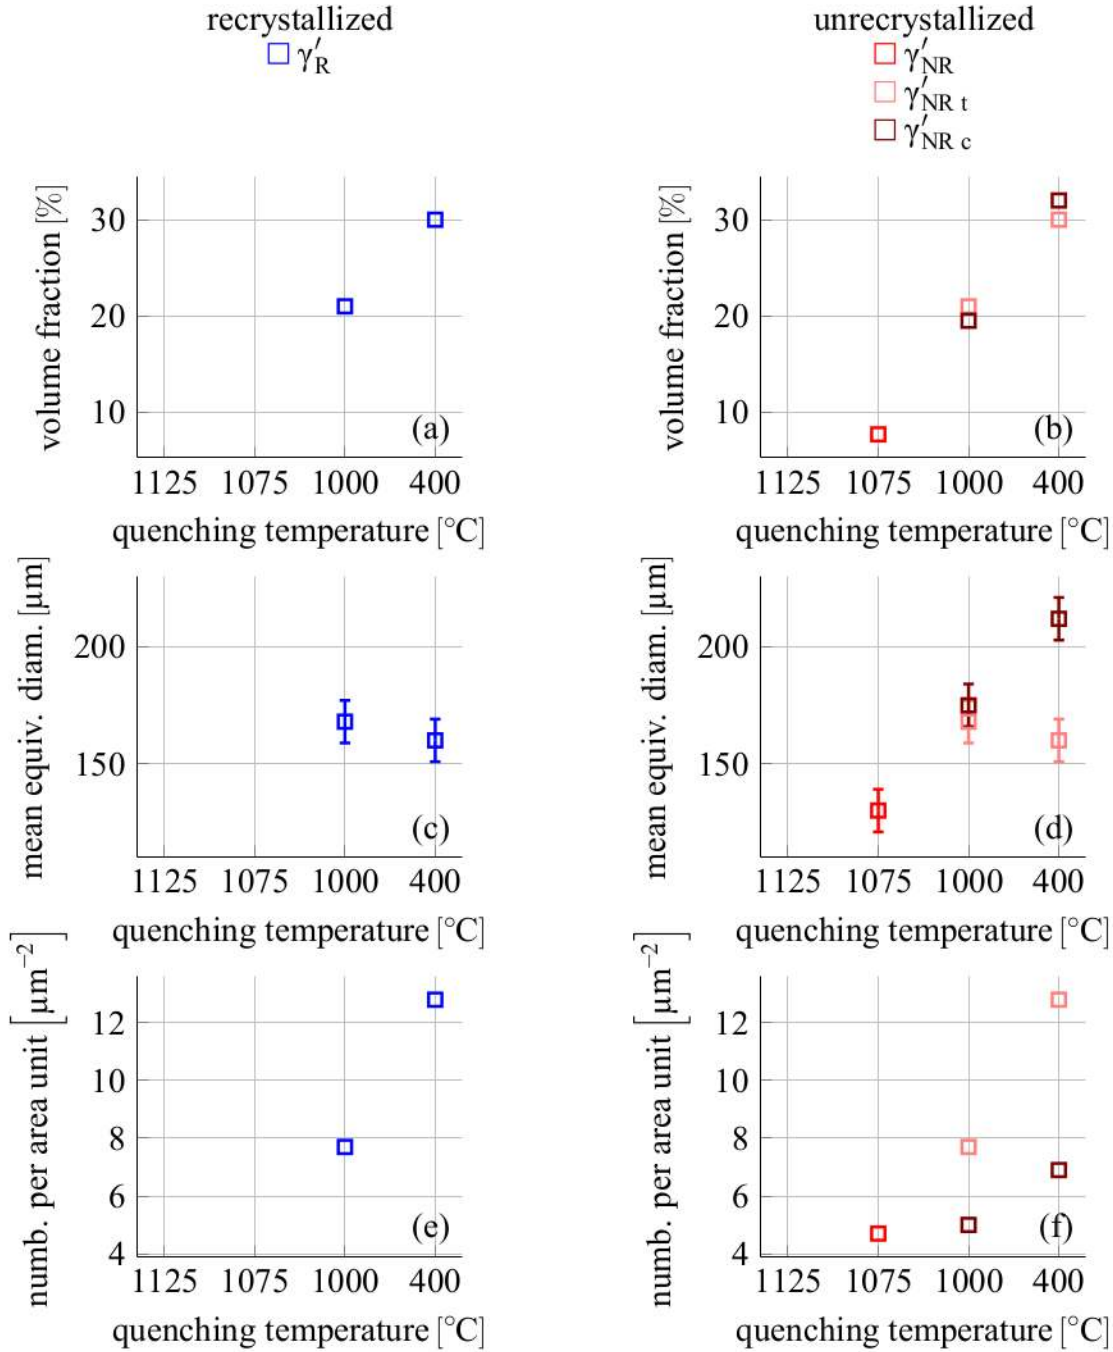 recrystallized
γ′R
unrecrystallized
γ′NR
γ′NR t
γ′NR c
volume fraction [%]
30
20
10
(a)
1125 1075 1000 400
quenching temperature [°C]
volume fraction [%]
30
20
10
(b)
1125 1075 1000 400
quenching temperature [°C]
mean equiv. diam. [µm]
200
150
(c)
1125 1075 1000 400
quenching temperature [°C]
mean equiv. diam. [µm]
200
150
(d)
1125 1075 1000 400
quenching temperature [°C]
numb. per area unit [µm⁻²]
12
10
8
6
4
(e)
1125 1075 1000 400
quenching temperature [°C]
numb. per area unit [µm⁻²]
12
10
8
6
4
(f)
1125 1075 1000 400
quenching temperature [°C]